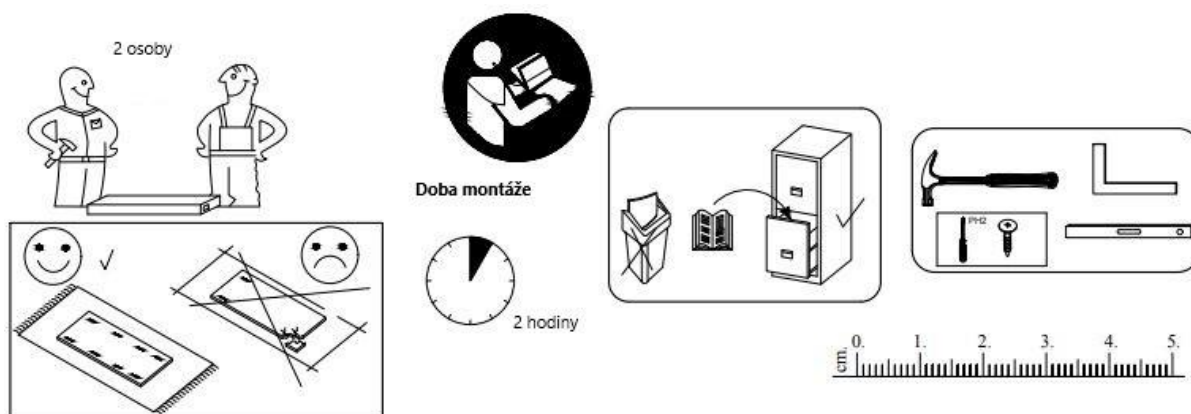 2 osoby
Doba montáže
2 hodiny
PH2
cm. 0. 1. 2. 3. 4. 5.